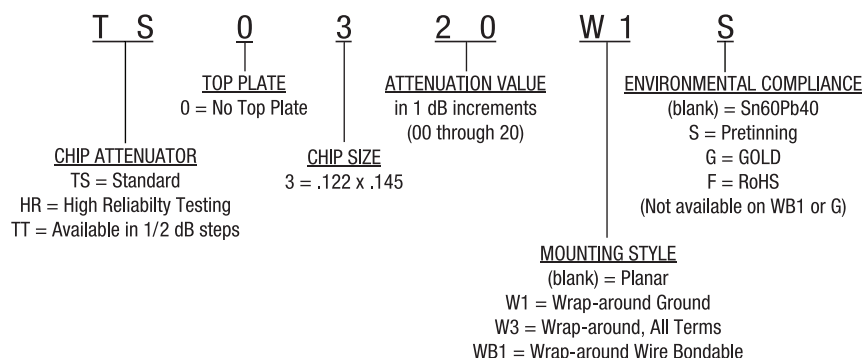 T S 0 3 2 0 W 1 S
TOP PLATE
0 = No Top Plate
ATTENUATION VALUE
in 1 dB increments
(00 through 20)
ENVIRONMENTAL COMPLIANCE
(blank) = Sn60Pb40
S = Pretinning
G = GOLD
F = RoHS
(Not available on WB1 or G)
CHIP ATTENUATOR
TS = Standard
HR = High Reliabilty Testing
TT = Available in 1/2 dB steps
CHIP SIZE
3 = .122 x .145
MOUNTING STYLE
(blank) = Planar
W1 = Wrap-around Ground
W3 = Wrap-around, All Terms
WB1 = Wrap-around Wire Bondable